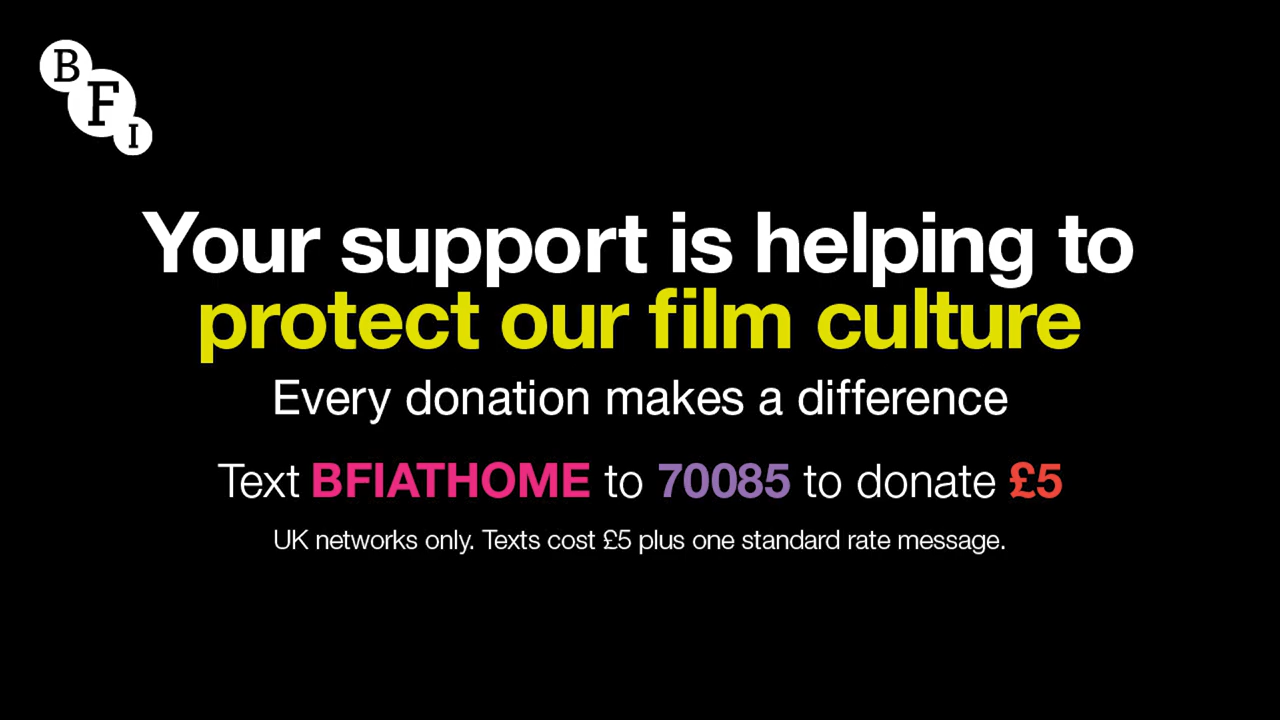 BFI
Your support is helping to
protect our film culture
Every donation makes a difference
Text BFIATHOME to 70085 to donate £5
UK networks only. Texts cost £5 plus one standard rate message.